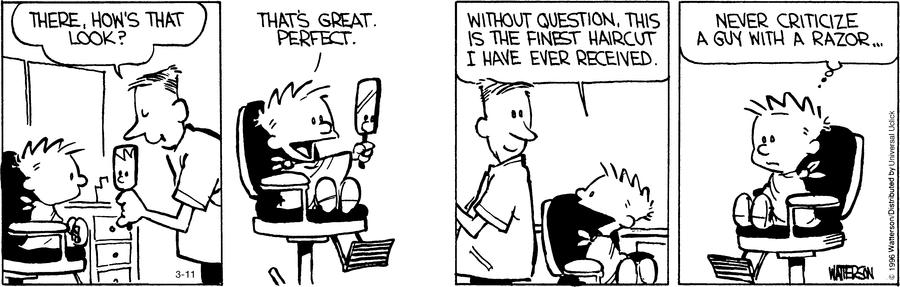 THERE, HOW'S THAT
LOOK?
3-11
THAT'S GREAT.
PERFECT.
WITHOUT QUESTION, THIS
IS THE FINEST HAIRCUT
I HAVE EVER RECEIVED.
NEVER CRITICIZE
A GUY WITH A RAZOR...
WATTERSON
© 1996 Watterson/Distributed by Universal Uclick